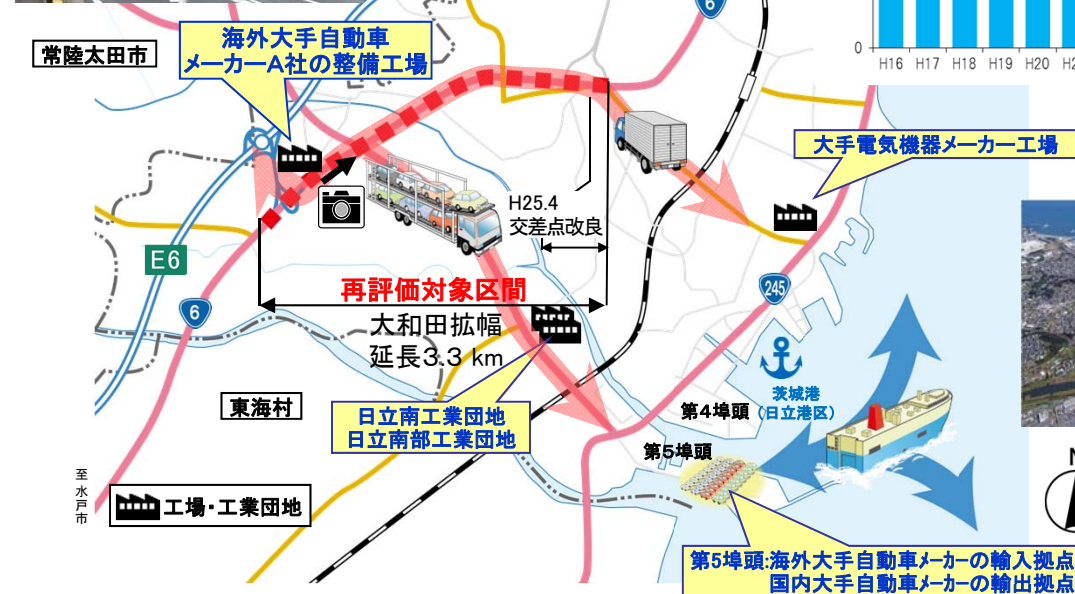 6
常陸太田市
海外大手自動車
メーカーA社の整備工場
0
H16 H17 H18 H19 H20
大手電気機器メーカー工場
H25.4
交差点改良
E6
再評価対象区間
6
大和田拡幅
延長3.3 km
245
茨城港
(日立港区)
第4埠頭
東海村
日立南工業団地
日立南部工業団地
第5埠頭
至水戸市
工場・工業団地
N
第5埠頭:海外大手自動車メーカーの輸入拠点
国内大手自動車メーカーの輸出拠点